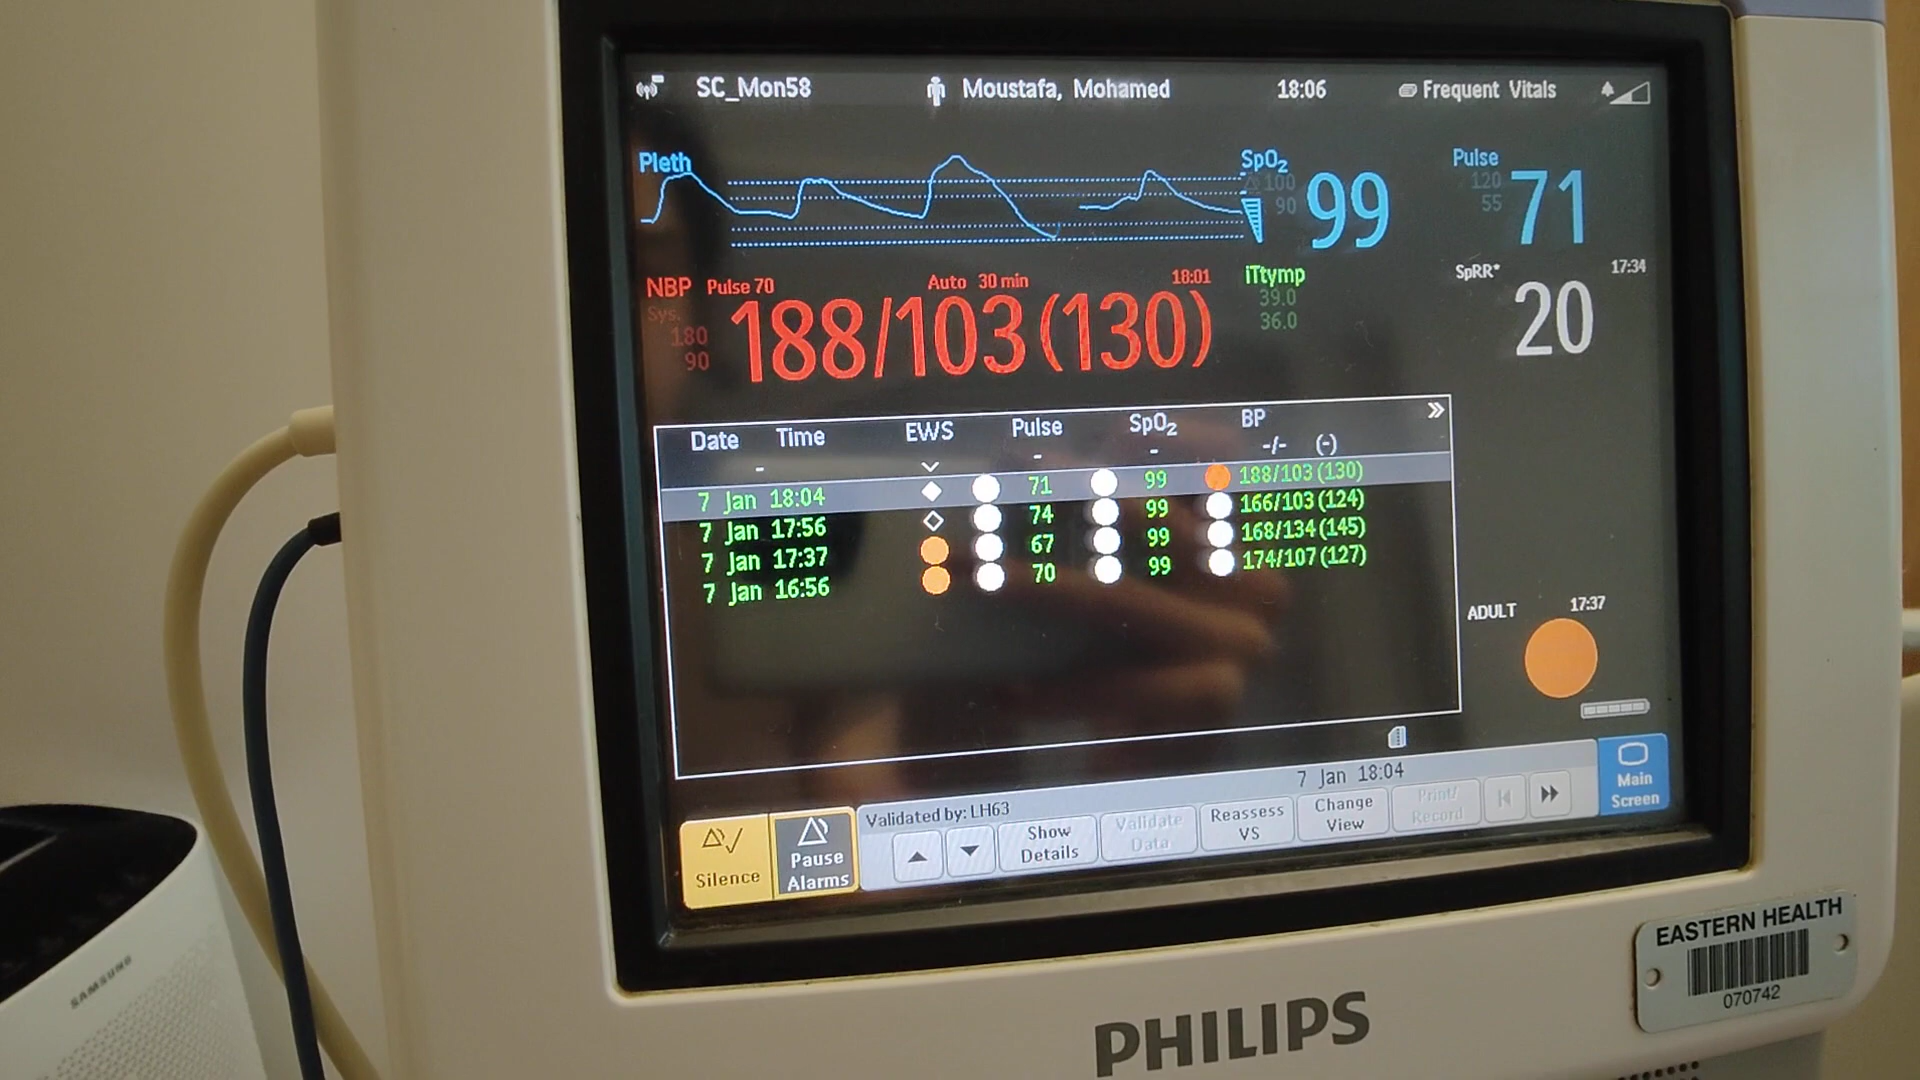 SC_Mon58 Moustafa, Mohamed 18:06 Frequent Vitals
Pleth
SpO₂
100
90
99
Pulse
120
55
71
NBP Pulse 70 Auto 30 min 18:01
Sys.
180
90
188/103(130)
iTtymp
39.0
36.0
SpRR* 17:34
20
Date Time EWS Pulse SpO₂ BP
- - - -/- (-)
7 Jan 18:04 71 99 188/103(130)
7 Jan 17:56 74 99 166/103(124)
7 Jan 17:37 67 99 168/134(145)
7 Jan 16:56 70 99 174/107(127)
ADULT 17:37
7 Jan 18:04
Validated by: LH63
Silence
Pause
Alarms
Show
Details
Validate
Data
Reassess
VS
Change
View
Print/
Record
Main
Screen
SAMSUNG
EASTERN HEALTH
070742
PHILIPS